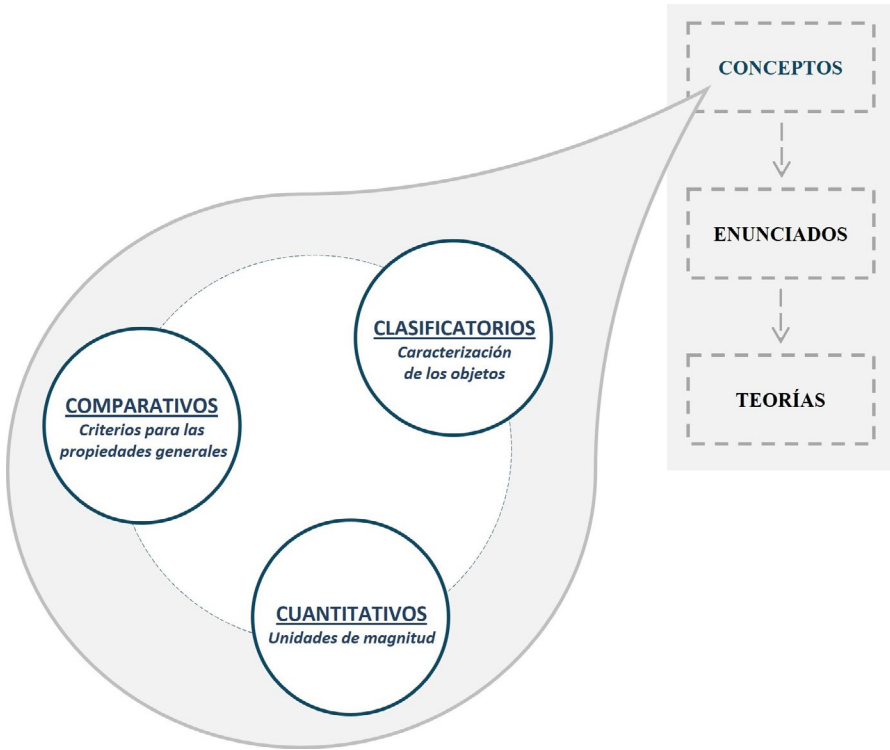 CONCEPTOS
ENUNCIADOS
TEORÍAS
CLASIFICATORIOS
Caracterización
de los objetos
COMPARATIVOS
Criterios para las
propiedades generales
CUANTITATIVOS
Unidades de magnitud